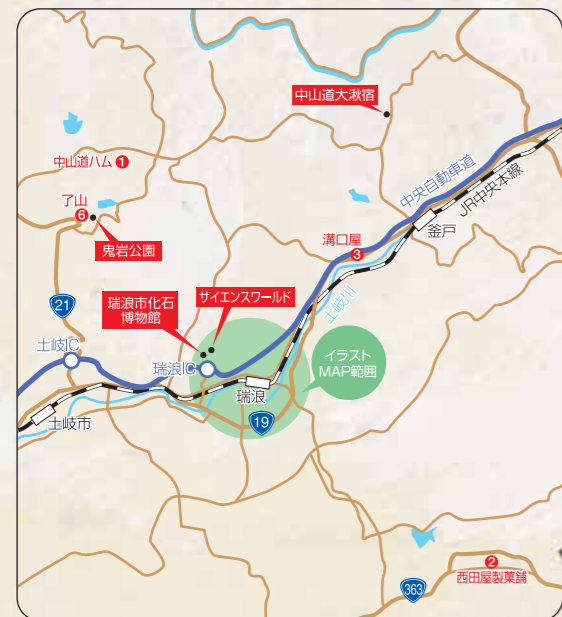 中山道大湫宿
中山道ハム ❶
了山
❻
鬼岩公園
中央自動車道
JR中央本線
釜戸
溝口屋
❸
土岐川
21
瑞浪市化石
博物館
サイエンスワールド
土岐IC
瑞浪IC
イラスト
MAP範囲
瑞浪
土岐市
19
❷
西田屋製菓舗
363